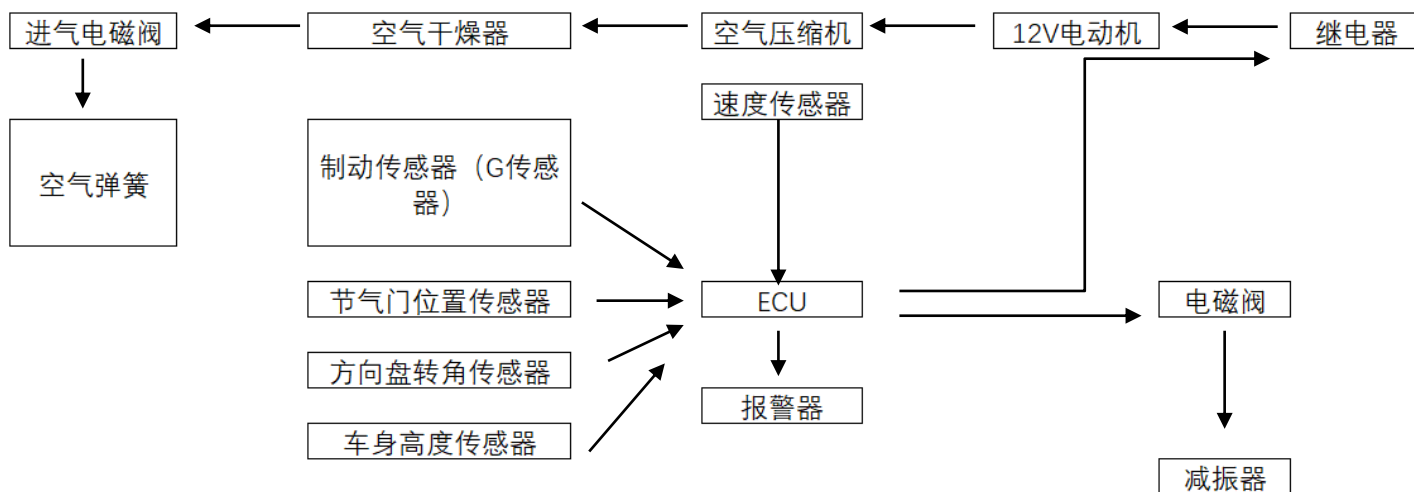 进气电磁阀
空气干燥器
空气压缩机
12V电动机
继电器
速度传感器
空气弹簧
制动传感器（G传感
器）
节气门位置传感器
ECU
电磁阀
方向盘转角传感器
报警器
车身高度传感器
减振器